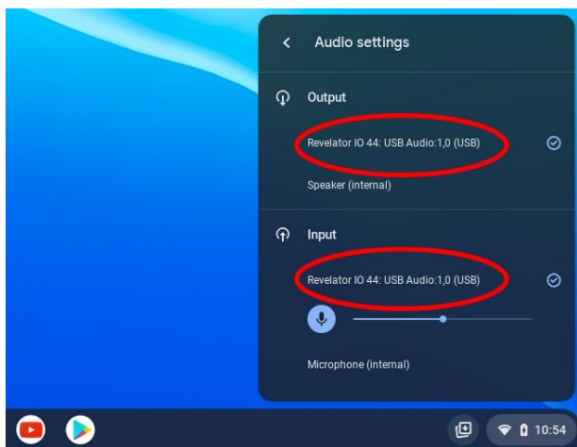 Audio settings
Output
Revelator IO 44: USB Audio:1,0 (USB)
Speaker (internal)
Input
Revelator IO 44: USB Audio:1,0 (USB)
Microphone (internal)
10:54